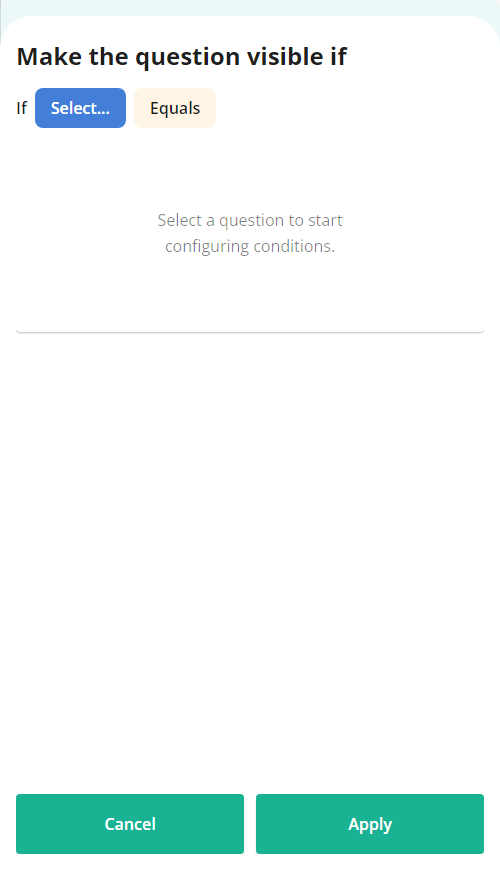 Make the question visible if
If Select... Equals
Select a question to start
configuring conditions.
Cancel Apply